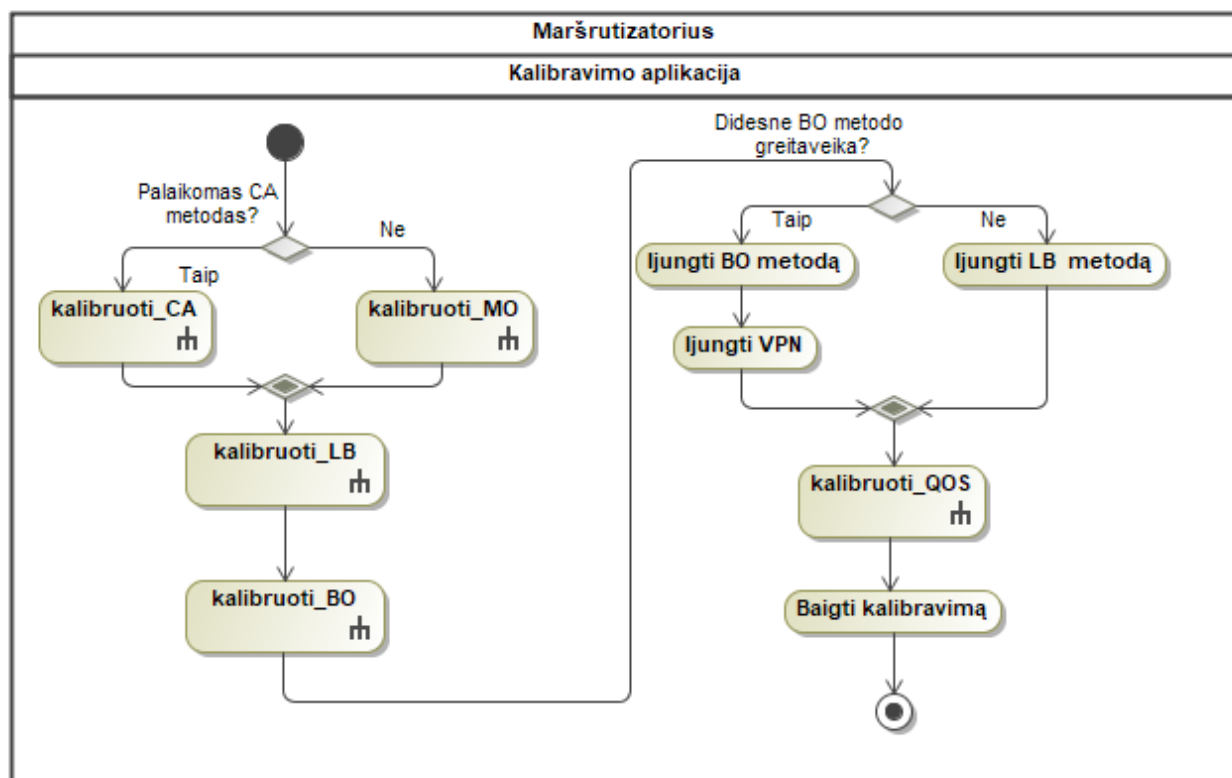 Maršrutizatorius
Kalibravimo aplikacija
Palaikomas CA
metodas?
Ne
Taip
kalibruoti_CA
kalibruoti_MO
kalibruoti_LB
kalibruoti_BO
Didesne BO metodo
greitaveika?
Taip
Ne
Ijungti BO metodą
Ijungti LB metodą
Ijungti VPN
kalibruoti_QOS
Baigti kalibravimą